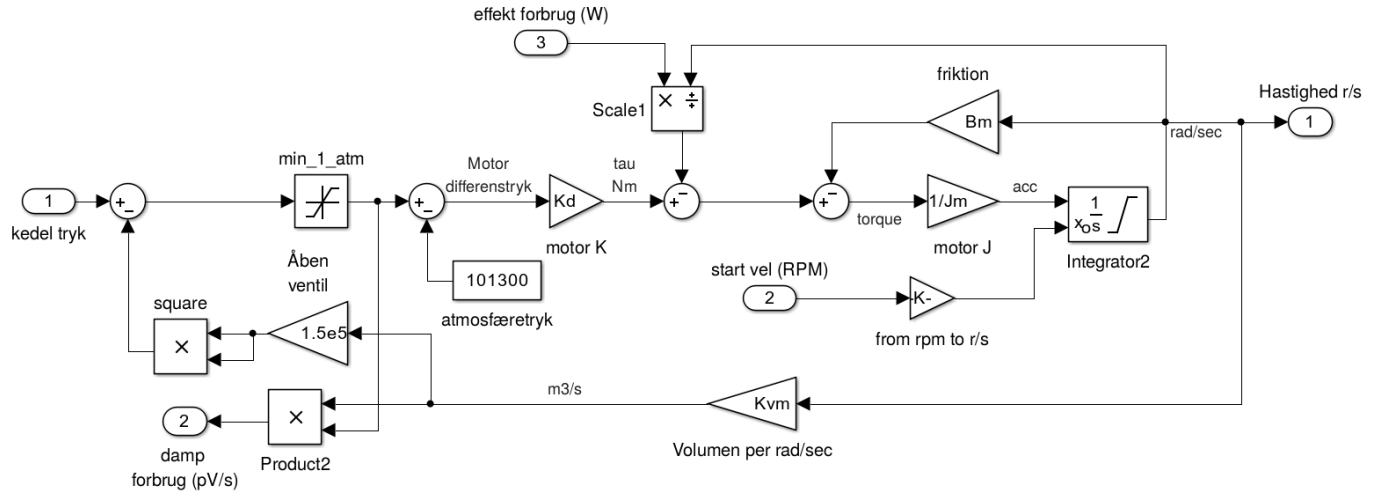 effekt forbrug (W)
3
friktion
Scale1
× ÷
Bm
Hastighed r/s
1
rad/sec
min_1_atm
Motor
differenstryk
tau
Nm
acc
1
kedel tryk
+
-
+
-
Kd
motor K
+
-
+
-
torque
1/Jm
motor J
1
s
xo
Integrator2
Åben
ventil
101300
atmosfæretryk
start vel (RPM)
2
-K-
from rpm to r/s
square
×
1.5e5
m3/s
Kvm
Volumen per rad/sec
2
damp
forbrug (pV/s)
×
Product2